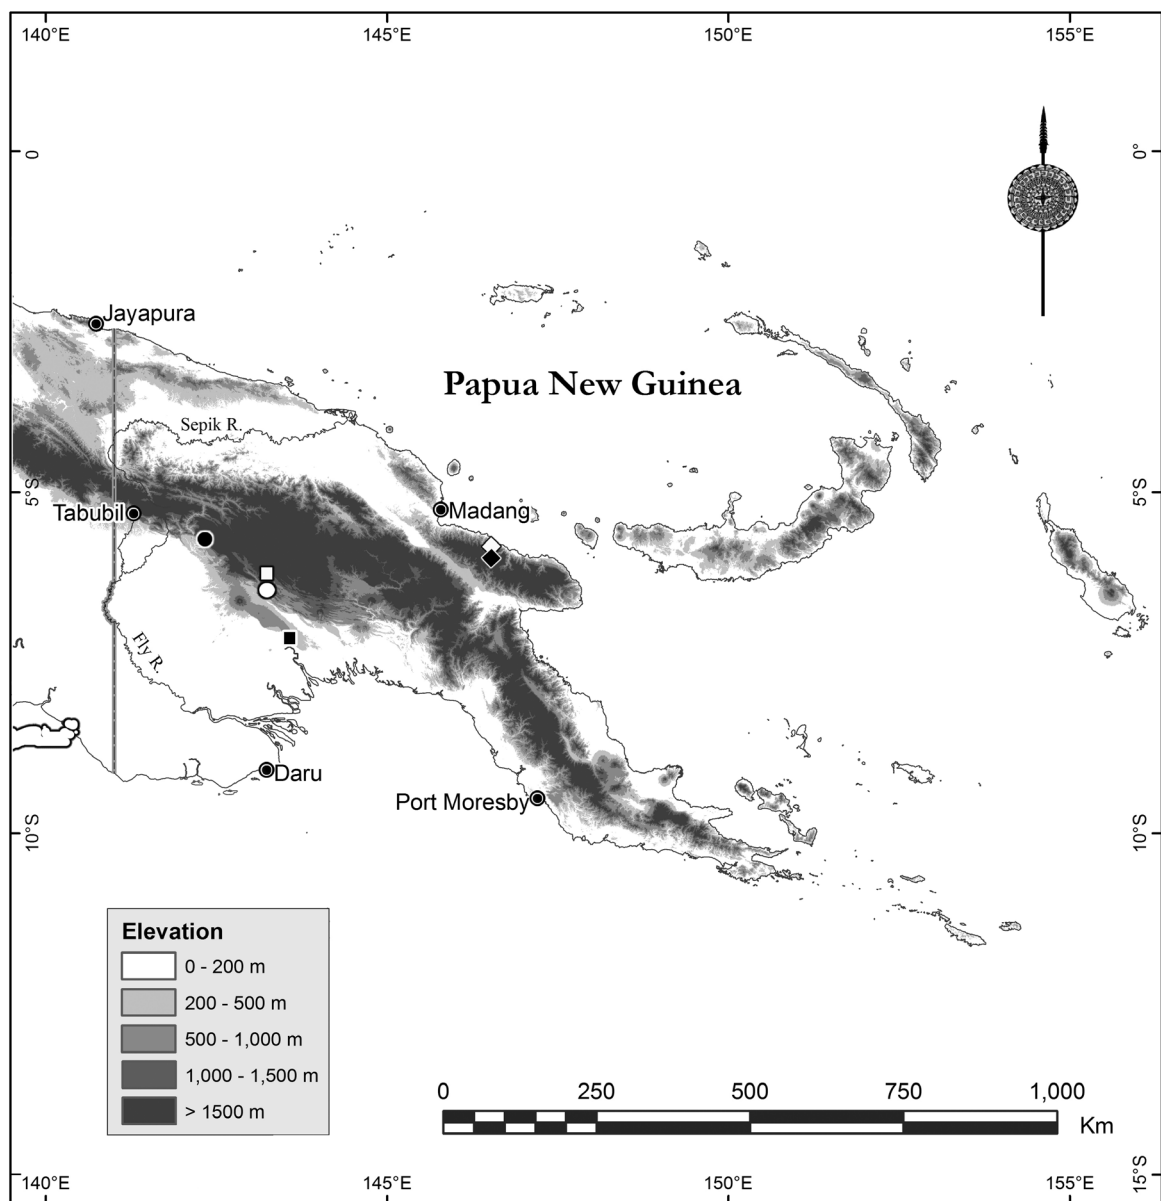 140°E 145°E 150°E 155°E
0 0°
Jayapura
Papua New Guinea
Sepik R.
5°S 5°S
Tabubil
Madang
Fly R.
Daru
Port Moresby
10°S 10°S
Elevation
0 - 200 m
200 - 500 m
500 - 1,000 m
1,000 - 1,500 m
> 1500 m
0 250 500 750 1,000
Km
15°S
140°E 145°E 150°E 155°E